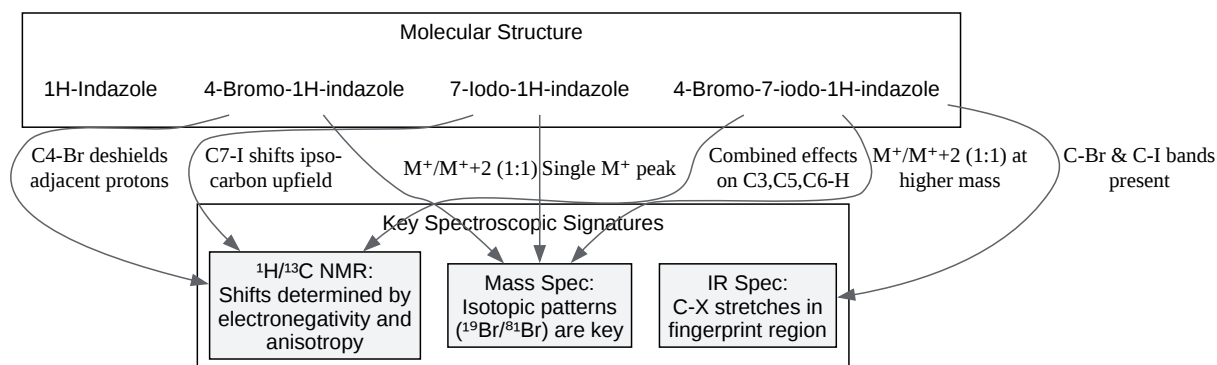 Molecular Structure
1H-Indazole
4-Bromo-1H-indazole
7-Iodo-1H-indazole
4-Bromo-7-iodo-1H-indazole
C4-Br deshields
adjacent protons
C7-I shifts ipso-
carbon upfield
M⁺/M⁺+2 (1:1)
Single M⁺ peak
Combined effects
on C3,C5,C6-H
M⁺/M⁺+2 (1:1) at
higher mass
C-Br & C-I bands
present
Key Spectroscopic Signatures
¹H/¹³C NMR:
Shifts determined by
electronegativity and
anisotropy
Mass Spec:
Isotopic patterns
(¹⁹Br/⁸¹Br) are key
IR Spec:
C-X stretches in
fingerprint region